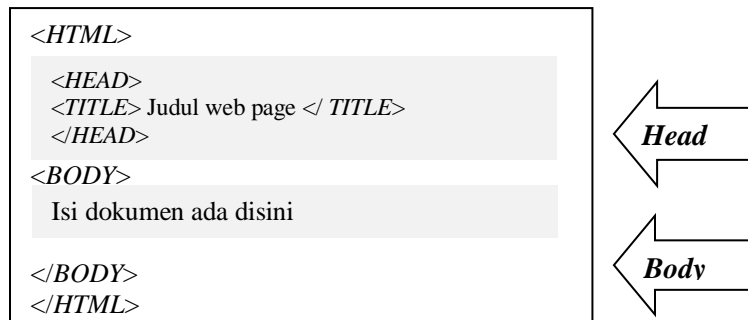 <HTML>
<HEAD>
<TITLE> Judul web page </ TITLE>
</HEAD>
Head
<BODY>
Isi dokumen ada disini
</BODY>
Body
</HTML>